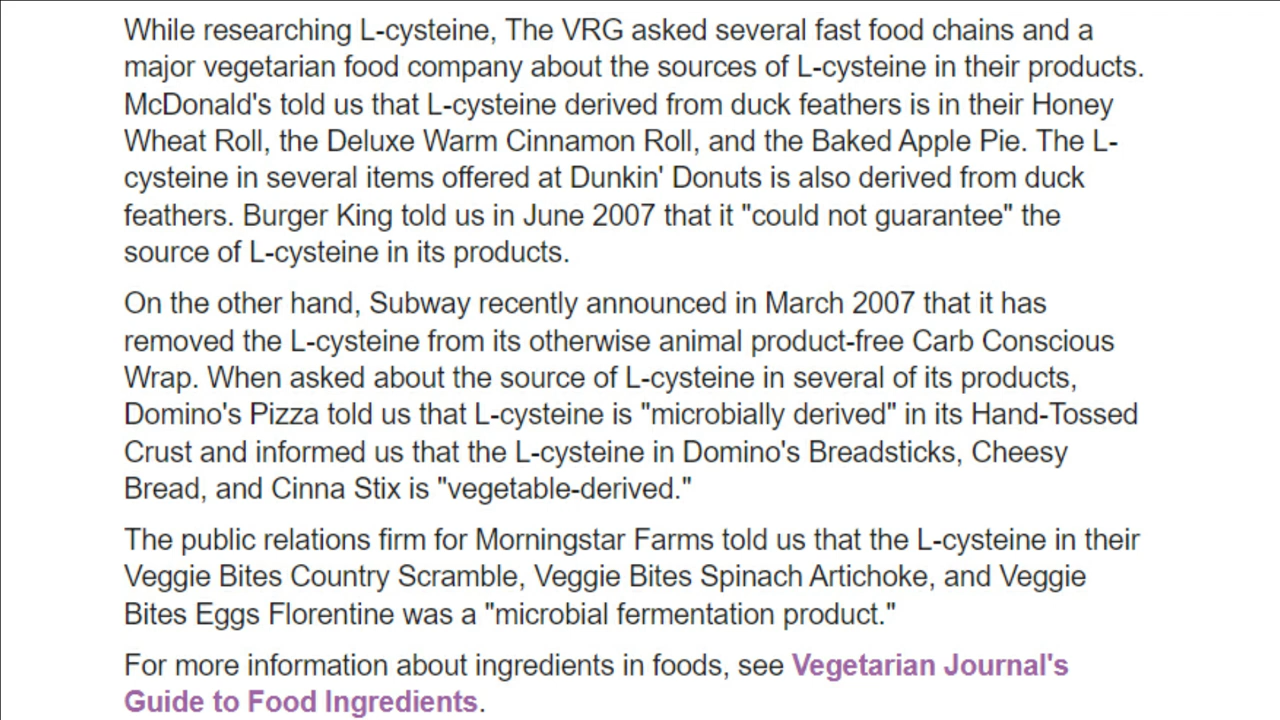 While researching L-cysteine, The VRG asked several fast food chains and a
major vegetarian food company about the sources of L-cysteine in their products.
McDonald's told us that L-cysteine derived from duck feathers is in their Honey
Wheat Roll, the Deluxe Warm Cinnamon Roll, and the Baked Apple Pie. The L-
cysteine in several items offered at Dunkin' Donuts is also derived from duck
feathers. Burger King told us in June 2007 that it "could not guarantee" the
source of L-cysteine in its products.
On the other hand, Subway recently announced in March 2007 that it has
removed the L-cysteine from its otherwise animal product-free Carb Conscious
Wrap. When asked about the source of L-cysteine in several of its products,
Domino's Pizza told us that L-cysteine is "microbially derived" in its Hand-Tossed
Crust and informed us that the L-cysteine in Domino's Breadsticks, Cheesy
Bread, and Cinna Stix is "vegetable-derived."
The public relations firm for Morningstar Farms told us that the L-cysteine in their
Veggie Bites Country Scramble, Veggie Bites Spinach Artichoke, and Veggie
Bites Eggs Florentine was a "microbial fermentation product."
For more information about ingredients in foods, see Vegetarian Journal's
Guide to Food Ingredients.